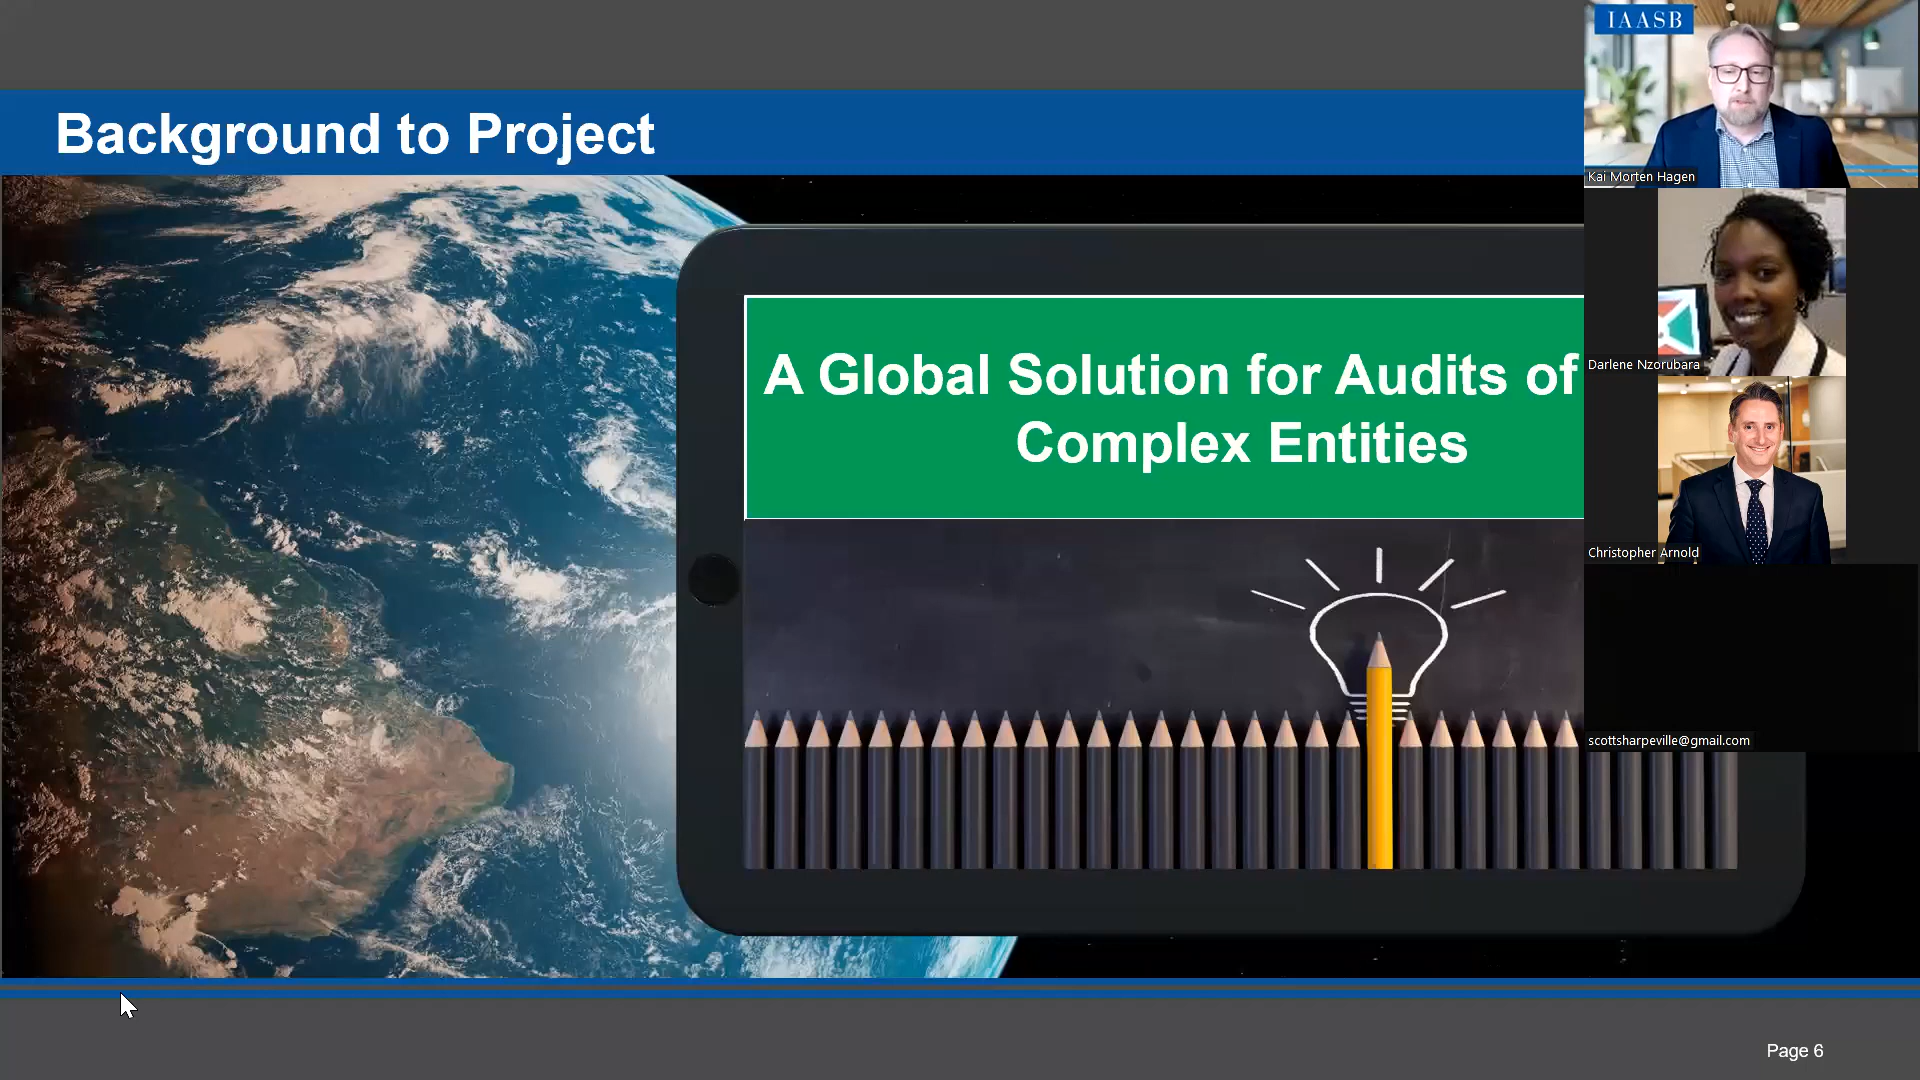 Background to Project
A Global Solution for Audits of
Complex Entities
IAASB
Kai Morten Hagen
Darlene Nzorubara
Christopher Arnold
scottsharpeville@gmail.com
Page 6